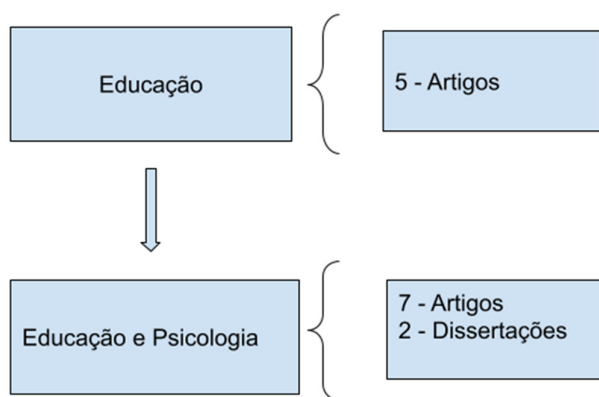 Educação
5 - Artigos
Educação e Psicologia
7 - Artigos
2 - Dissertações